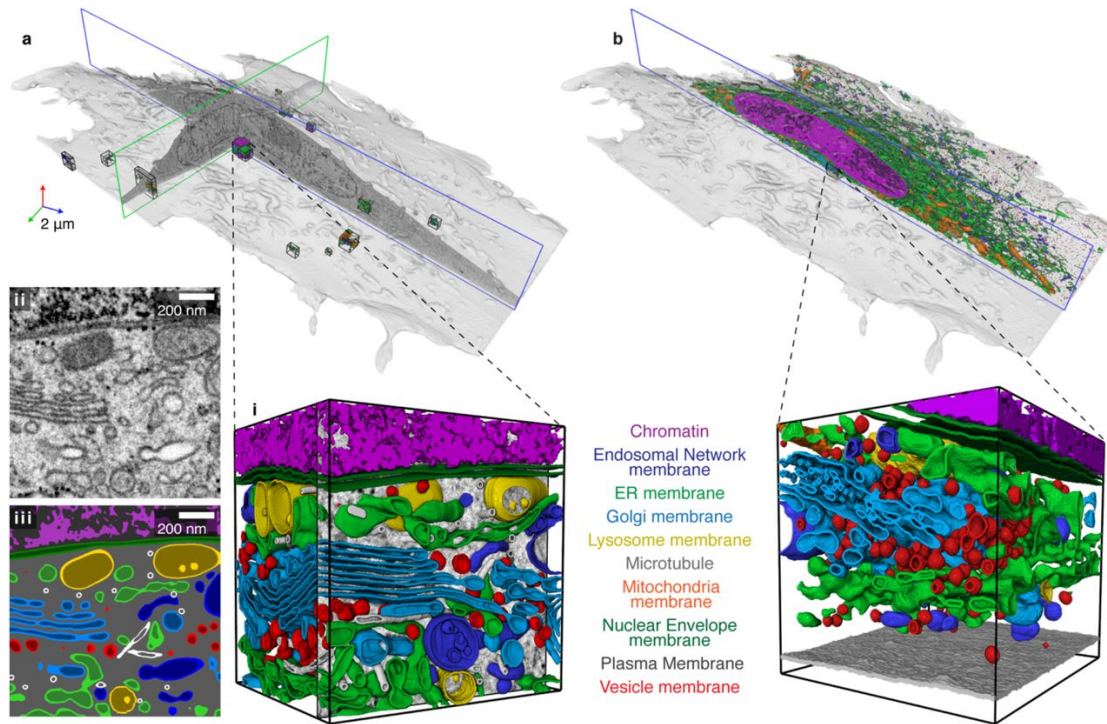 a
b
2 μm
ii
200 nm
iii
200 nm
i
Chromatin
Endosomal Network
membrane
ER membrane
Golgi membrane
Lysosome membrane
Microtubule
Mitochondria
membrane
Nuclear Envelope
membrane
Plasma Membrane
Vesicle membrane